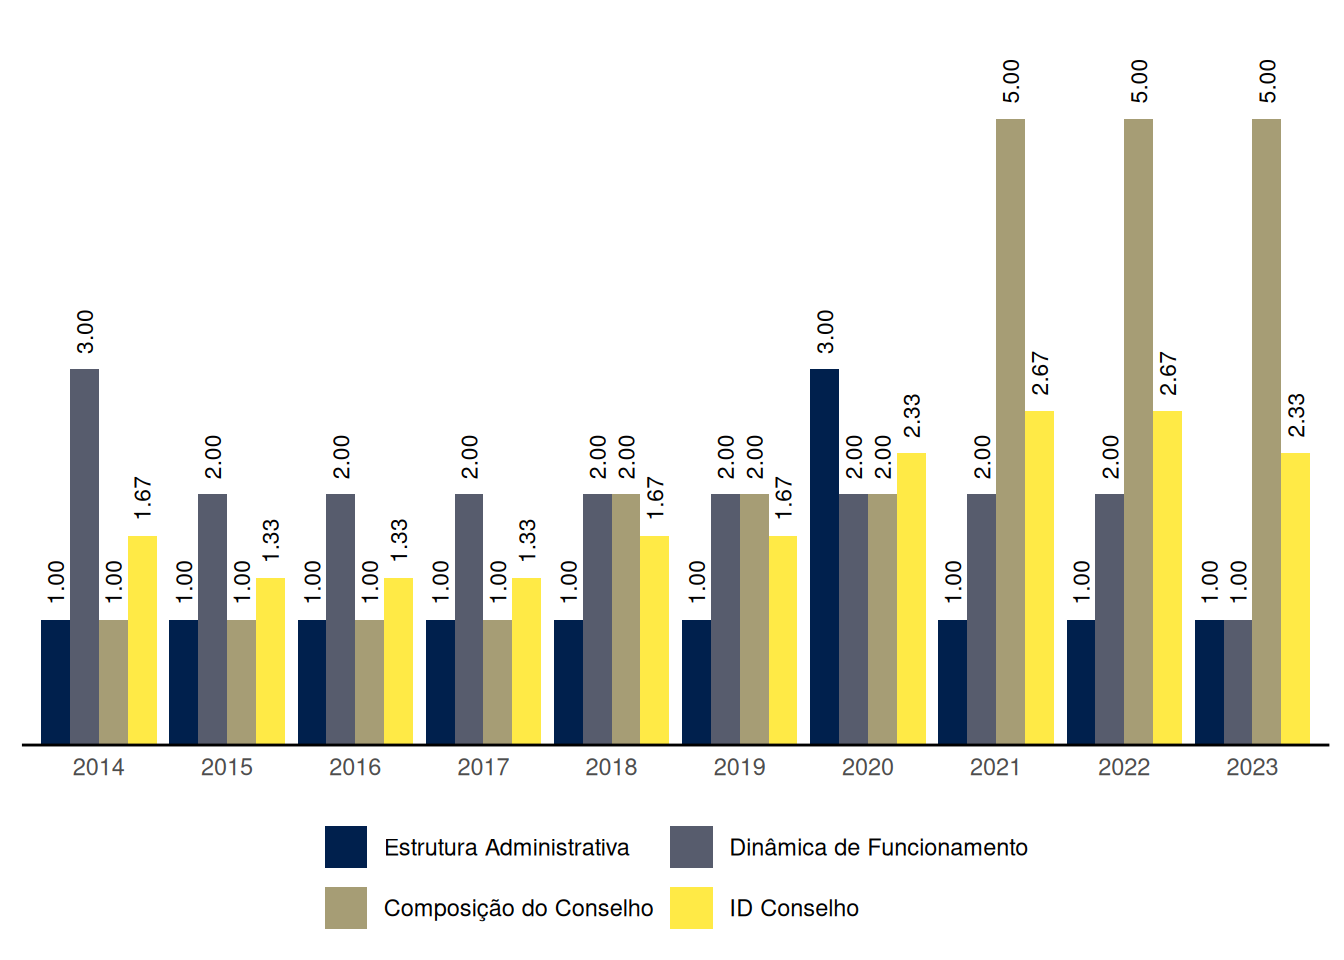 5.00 5.00 5.00
3.00 3.00
2.67 2.67
2.33 2.33
2.00 2.00 2.00 2.00 2.00 2.00 2.00 2.00 2.00 2.00 2.00
1.67 1.67 1.67
1.33 1.33 1.33
1.00 1.00 1.00 1.00 1.00 1.00 1.00 1.00 1.00 1.00 1.00 1.00 1.00 1.00
2014 2015 2016 2017 2018 2019 2020 2021 2022 2023
Estrutura Administrativa Dinâmica de Funcionamento
Composição do Conselho ID Conselho